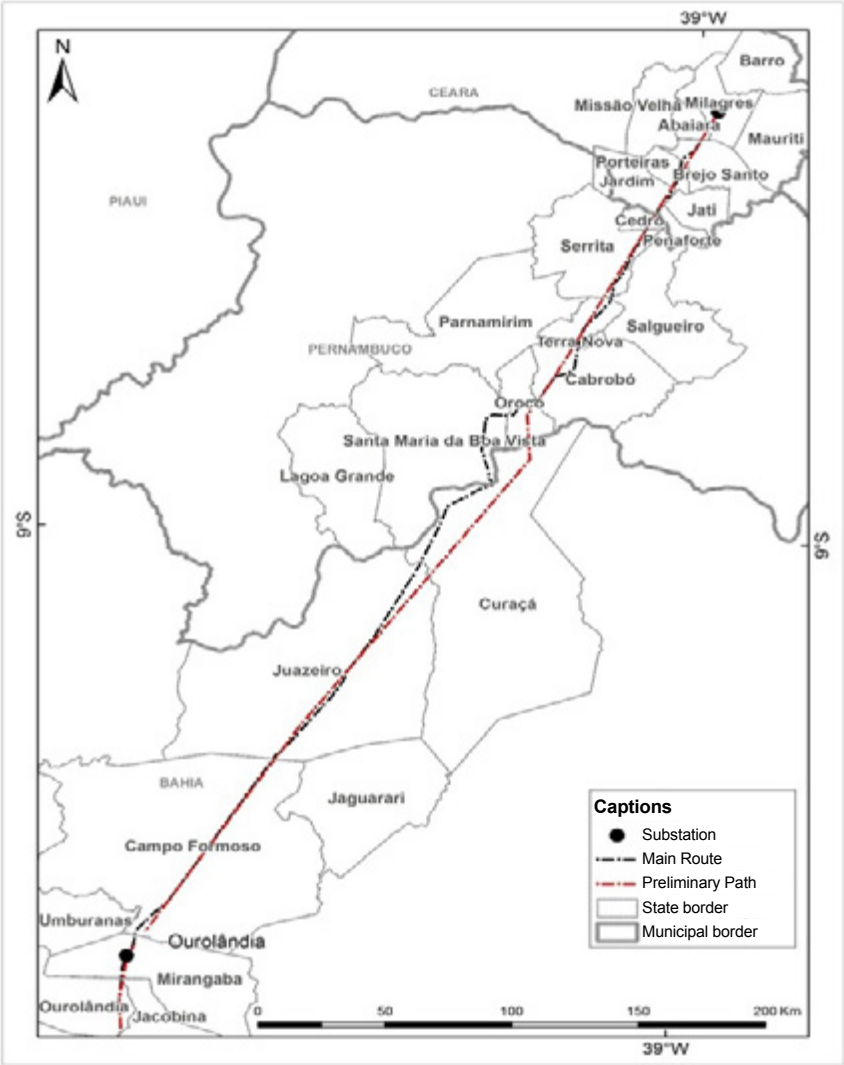 39°W
N
Barro
CEARA
Missão Velha
Milagres
Abaiara
Mauriti
Porteiras
Jardim
Brejo Santo
PIAUI
Jati
Cedro
Penaforte
Serrita
Parnamirim
Salgueiro
Terra Nova
PERNAMBUCO
Cabrobó
Orocó
Santa Maria da Boa Vista
Lagoa Grande
9°S
9°S
Curaçá
Juazeiro
BAHIA
Jaguarari
Captions
Substation
Main Route
Preliminary Path
State border
Municipal border
Campo Formoso
Umburanas
Ourolândia
Mirangaba
Ourolândia
Jacobina
0 50 100 150 200 Km
39°W